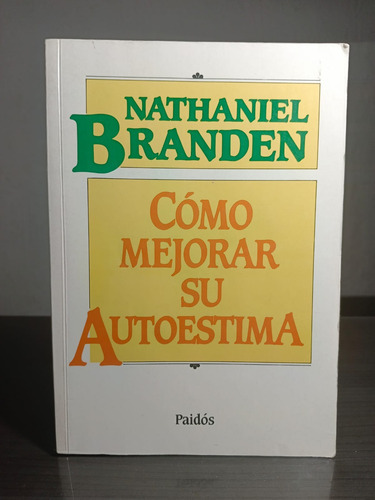 NATHANIEL
BRANDEN
CÓMO
MEJORAR
SU
AUTOESTIMA
Paidós